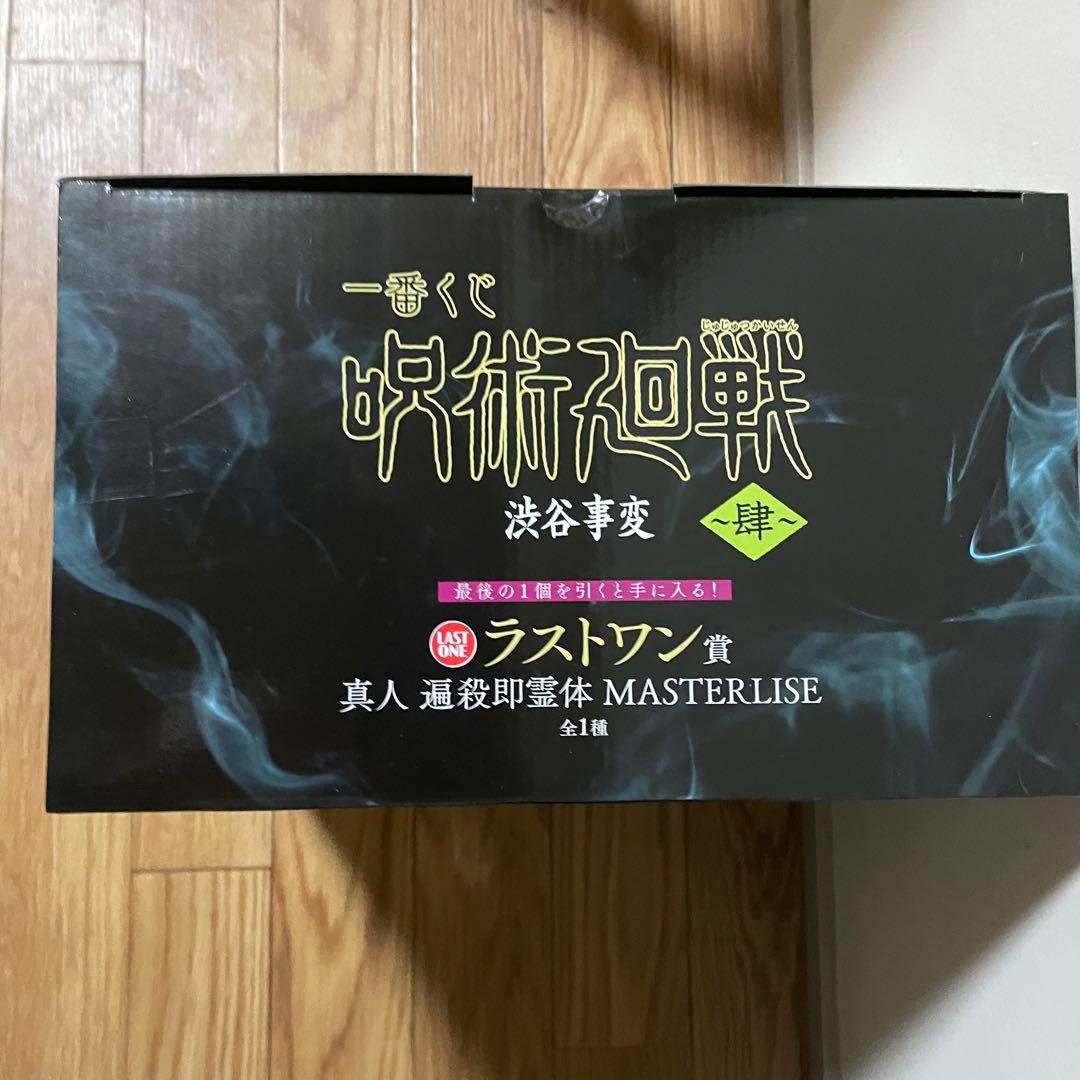 一番くじ
じゅじゅつかいせん
呪術廻戦
渋谷事変 ~肆~
最後の1個を引くと手に入る!
LAST ONE ラストワン賞
真人 遍殺即霊体 MASTERLISE
全1種